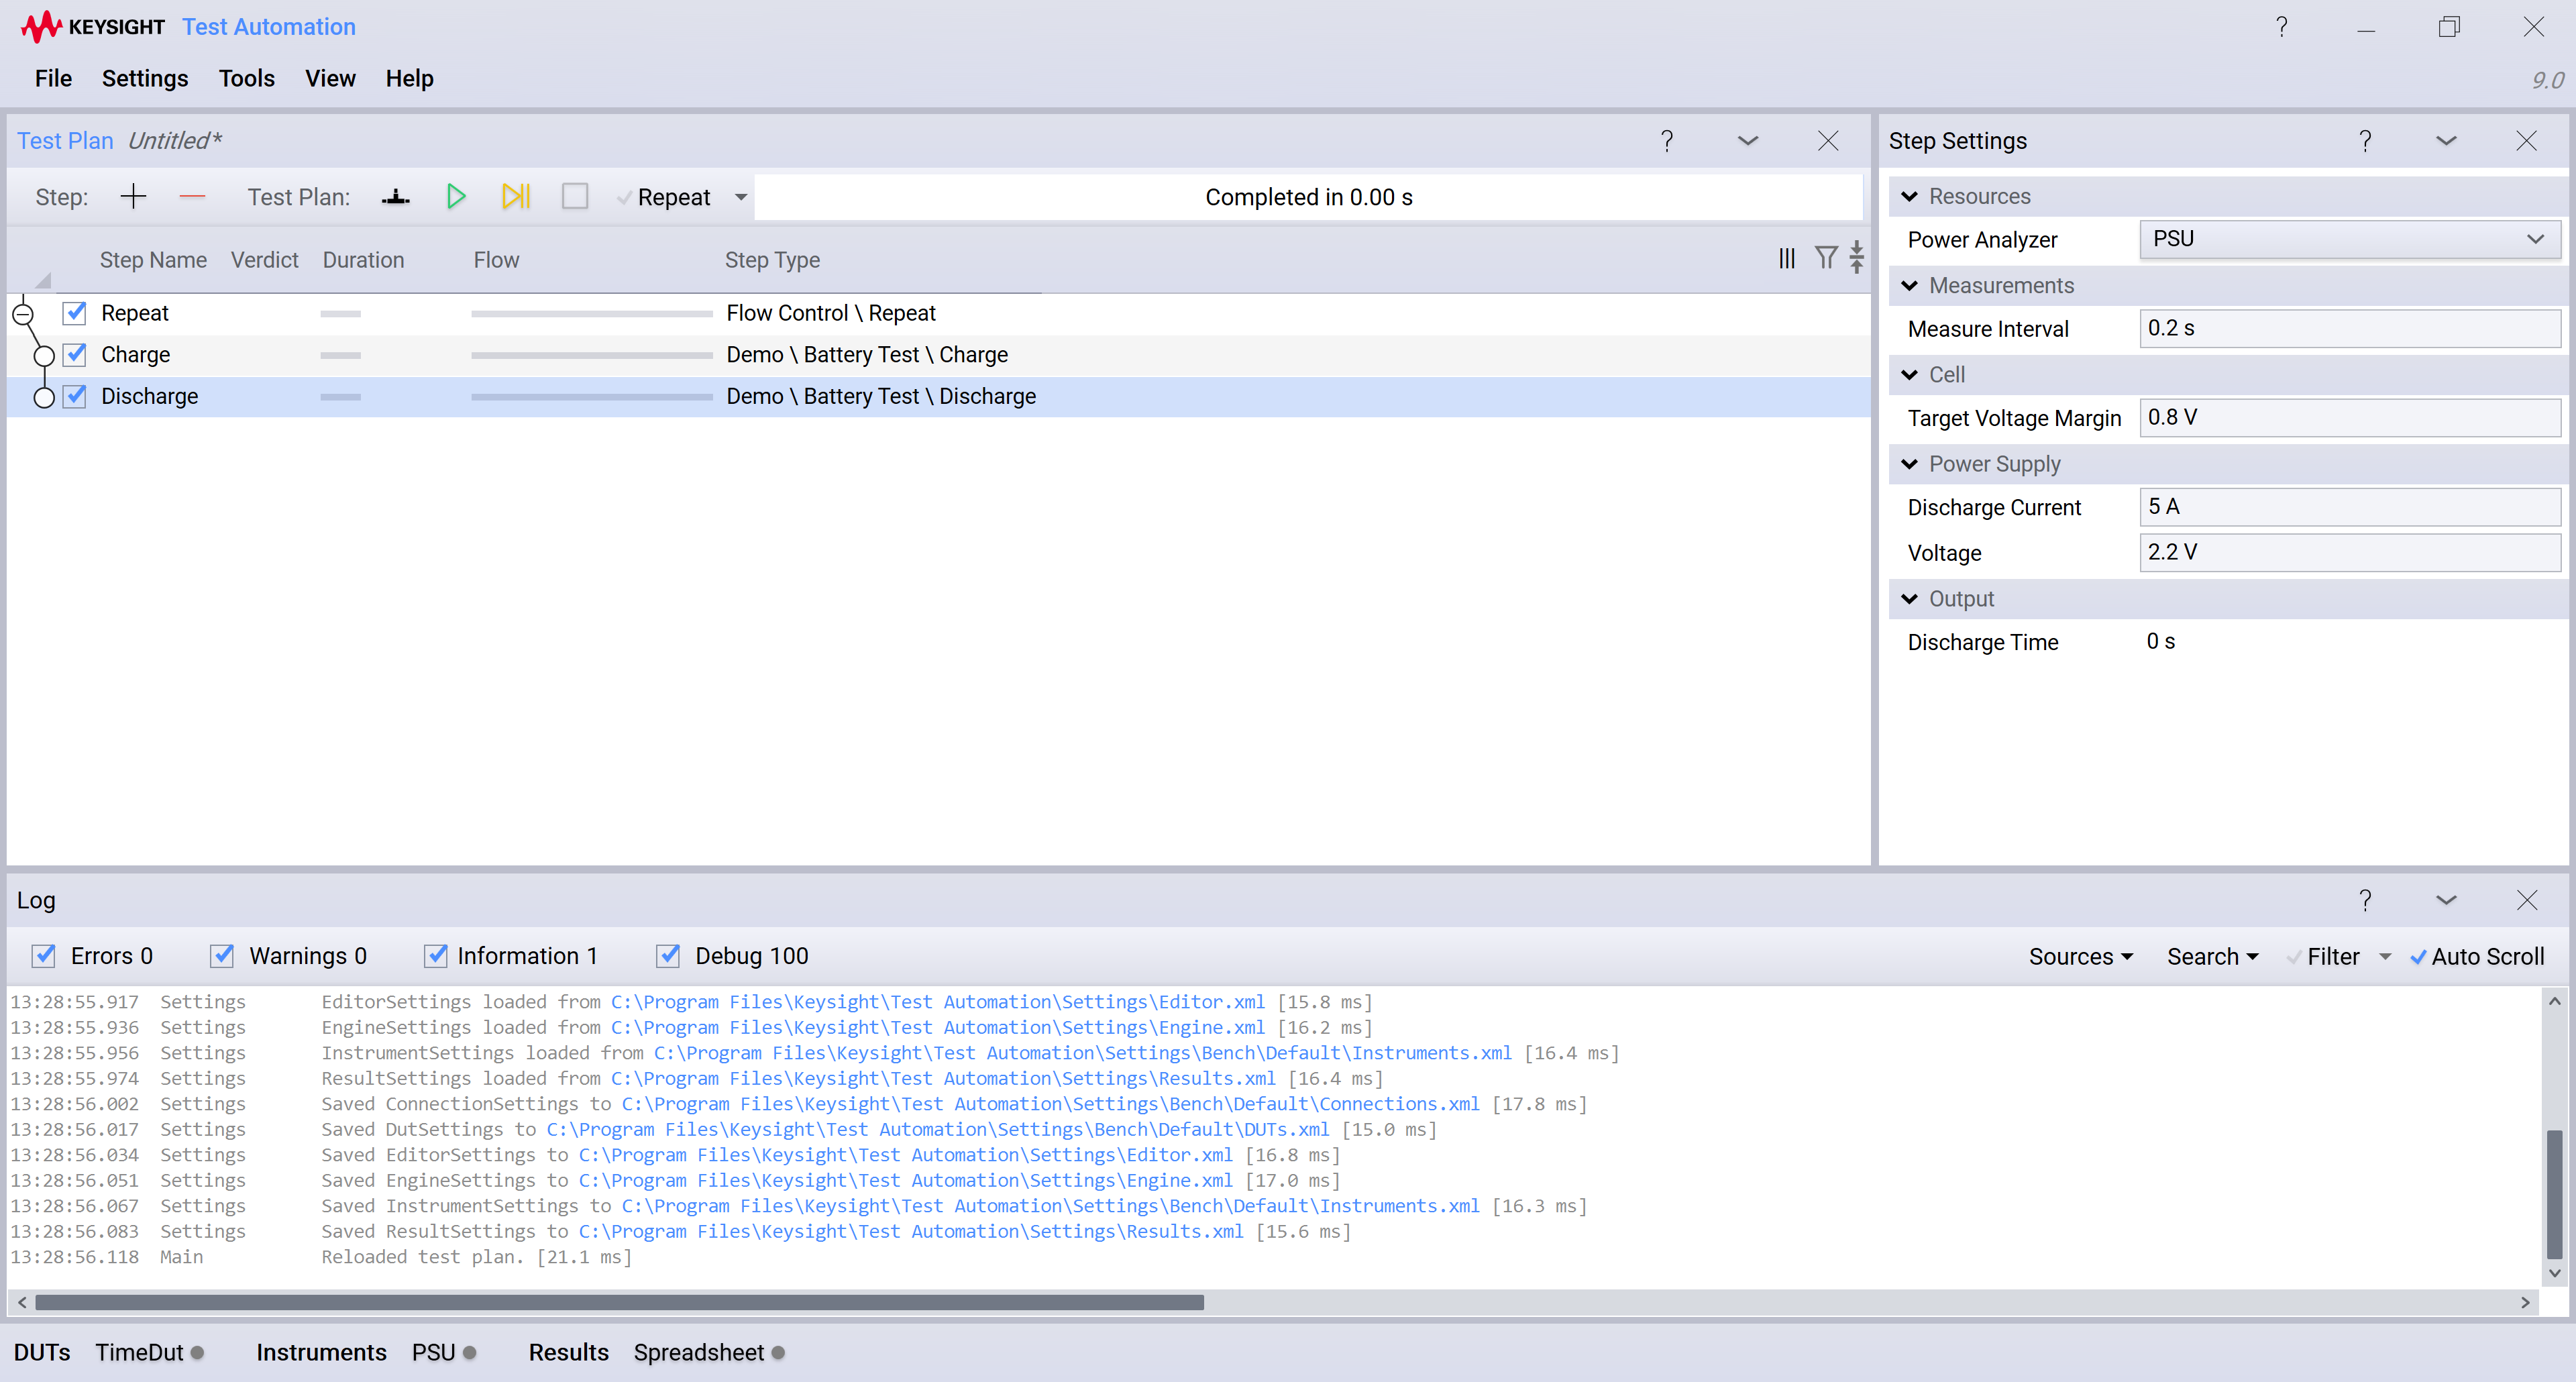 KEYSIGHT Test Automation
?
File Settings Tools View Help
9.0
Test Plan Untitled*
?
Step: Test Plan: Repeat Completed in 0.00 s
Step Name Verdict Duration Flow Step Type
Repeat Flow Control \ Repeat
Charge Demo \ Battery Test \ Charge
Discharge Demo \ Battery Test \ Discharge
Step Settings
?
Resources
Power Analyzer PSU
Measurements
Measure Interval 0.2 s
Cell
Target Voltage Margin 0.8 V
Power Supply
Discharge Current 5 A
Voltage 2.2 V
Output
Discharge Time 0 s
Log
?
Errors 0 Warnings 0 Information 1 Debug 100 Sources Search Filter Auto Scroll
13:28:55.917 Settings EditorSettings loaded from C:\Program Files\Keysight\Test Automation\Settings\Editor.xml [15.8 ms]
13:28:55.936 Settings EngineSettings loaded from C:\Program Files\Keysight\Test Automation\Settings\Engine.xml [16.2 ms]
13:28:55.956 Settings InstrumentSettings loaded from C:\Program Files\Keysight\Test Automation\Settings\Bench\Default\Instruments.xml [16.4 ms]
13:28:55.974 Settings ResultSettings loaded from C:\Program Files\Keysight\Test Automation\Settings\Results.xml [16.4 ms]
13:28:56.002 Settings Saved ConnectionSettings to C:\Program Files\Keysight\Test Automation\Settings\Bench\Default\Connections.xml [17.8 ms]
13:28:56.017 Settings Saved DutSettings to C:\Program Files\Keysight\Test Automation\Settings\Bench\Default\DUTs.xml [15.0 ms]
13:28:56.034 Settings Saved EditorSettings to C:\Program Files\Keysight\Test Automation\Settings\Editor.xml [16.8 ms]
13:28:56.051 Settings Saved EngineSettings to C:\Program Files\Keysight\Test Automation\Settings\Engine.xml [17.0 ms]
13:28:56.067 Settings Saved InstrumentSettings to C:\Program Files\Keysight\Test Automation\Settings\Bench\Default\Instruments.xml [16.3 ms]
13:28:56.083 Settings Saved ResultSettings to C:\Program Files\Keysight\Test Automation\Settings\Results.xml [15.6 ms]
13:28:56.118 Main Reloaded test plan. [21.1 ms]
DUTs TimeDut Instruments PSU Results Spreadsheet